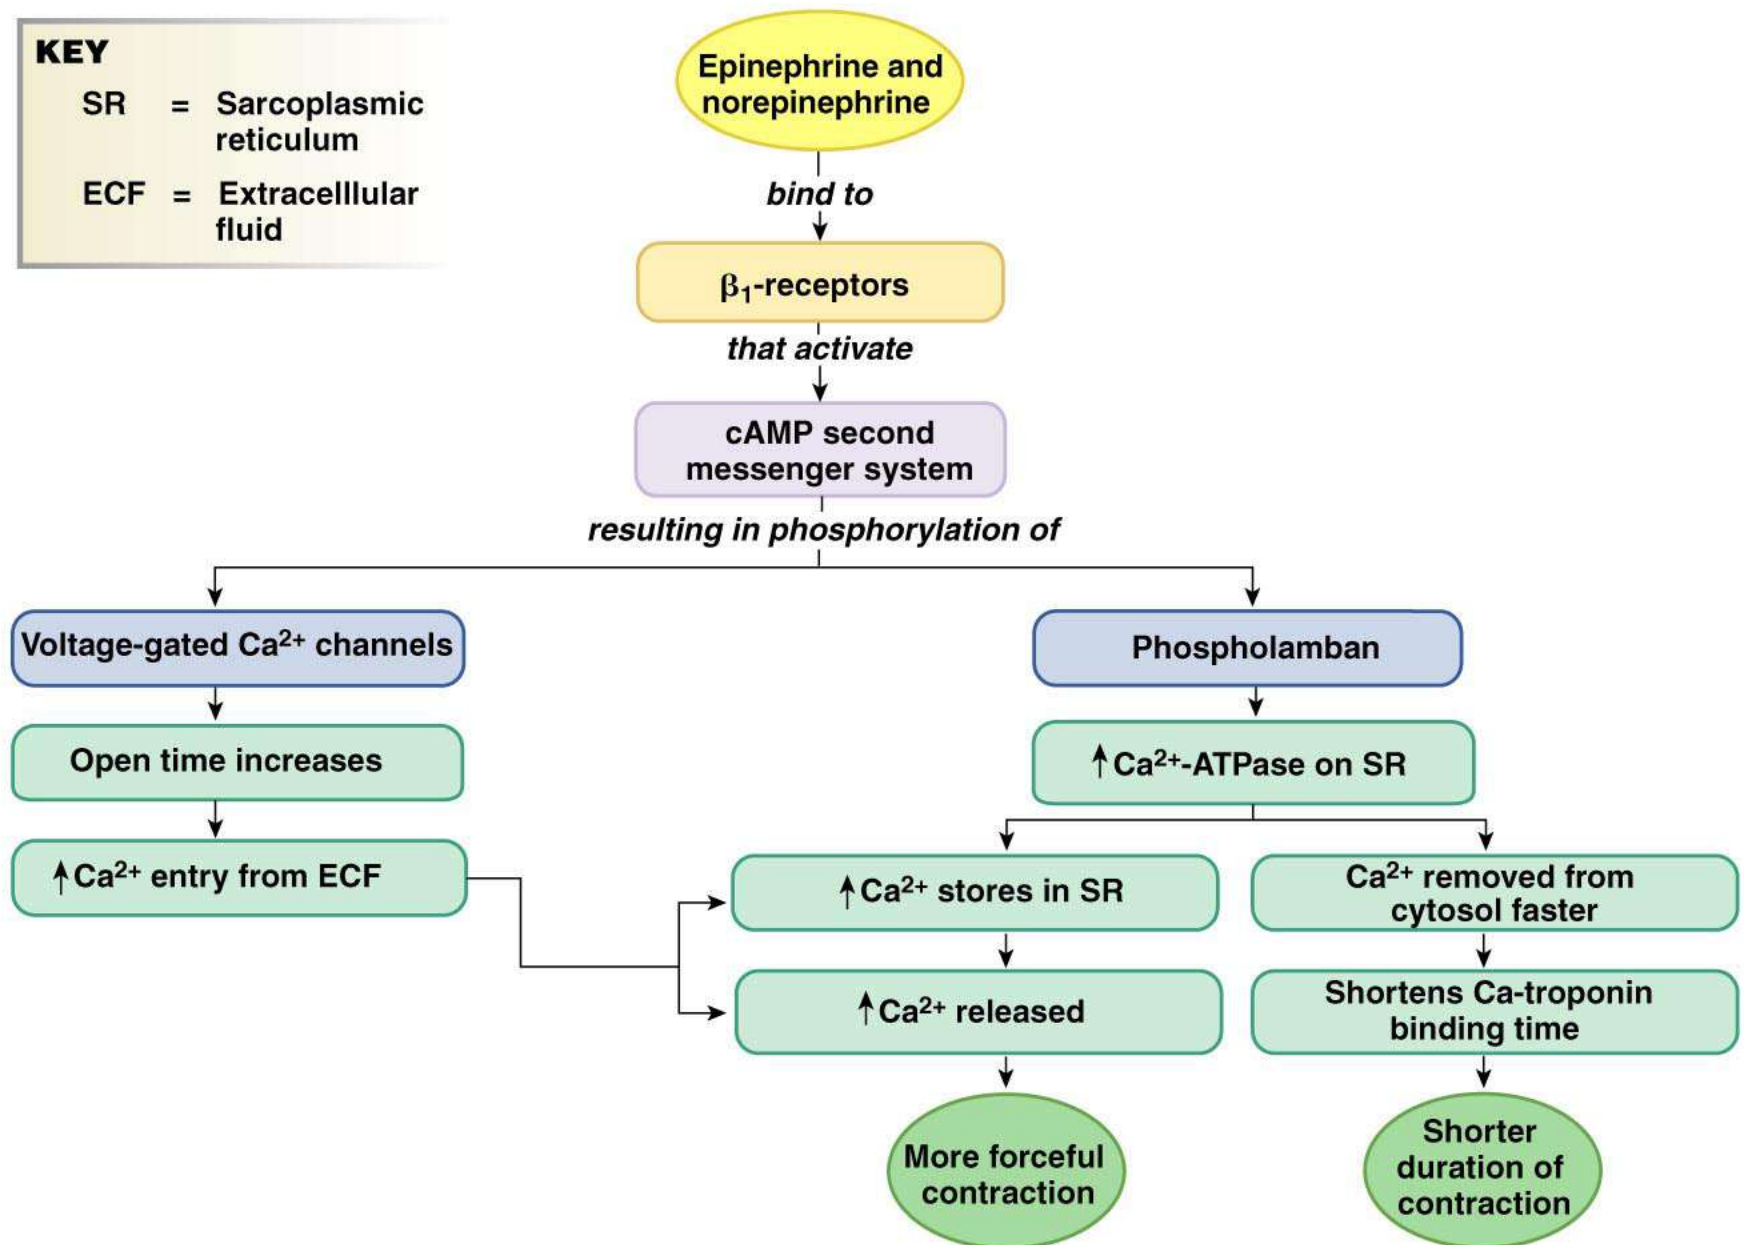 KEY
SR = Sarcoplasmic
reticulum
ECF = Extracelllular
fluid
Epinephrine and
norepinephrine
bind to
β₁-receptors
that activate
cAMP second
messenger system
resulting in phosphorylation of
Voltage-gated Ca²⁺ channels
Open time increases
↑Ca²⁺ entry from ECF
Phospholamban
↑Ca²⁺-ATPase on SR
↑Ca²⁺ stores in SR
↑Ca²⁺ released
More forceful
contraction
Ca²⁺ removed from
cytosol faster
Shortens Ca-troponin
binding time
Shorter
duration of
contraction